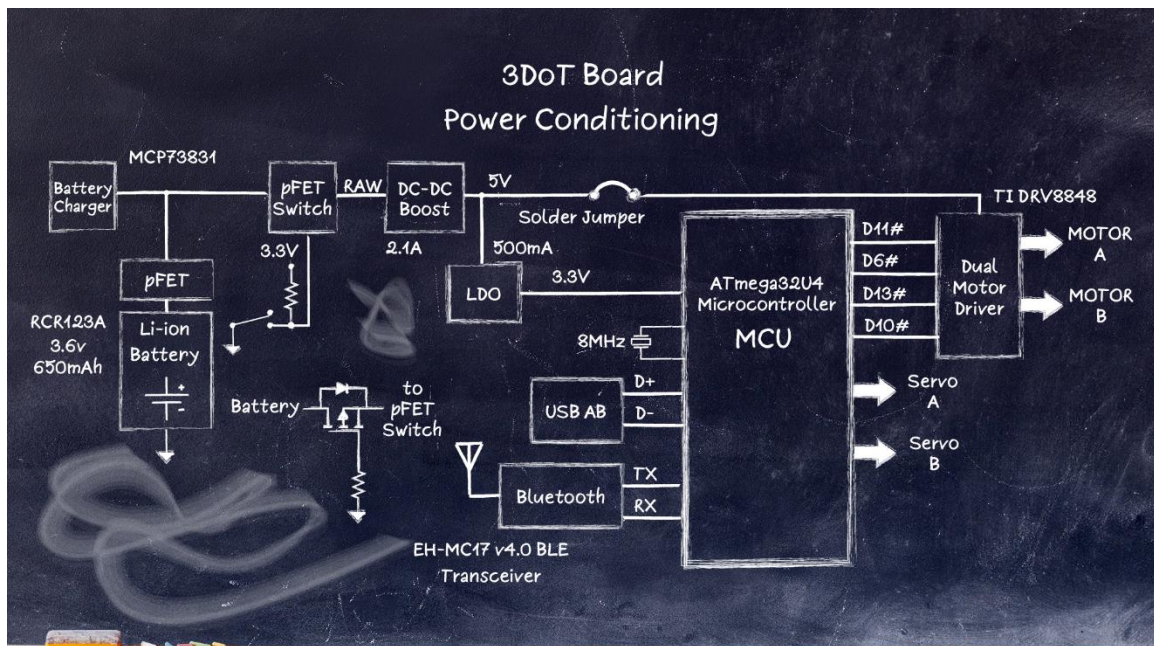 3DoT Board
Power Conditioning
MCP73831
Battery
Charger
pFET
Switch
RAW
DC-DC
Boost
2.1A
5V
Solder Jumper
500mA
LDO
3.3V
3.3V
pFET
RCR123A
3.6v
650mAh
Li-ion
Battery
+
-
Battery
to
pFET
Switch
8MHz
USB AB
D+
D-
Bluetooth
TX
RX
EH-MC17 v4.0 BLE
Transceiver
ATmega32U4
Microcontroller
MCU
D11#
D6#
D13#
D10#
TI DRV8848
Dual
Motor
Driver
MOTOR
A
MOTOR
B
Servo
A
Servo
B